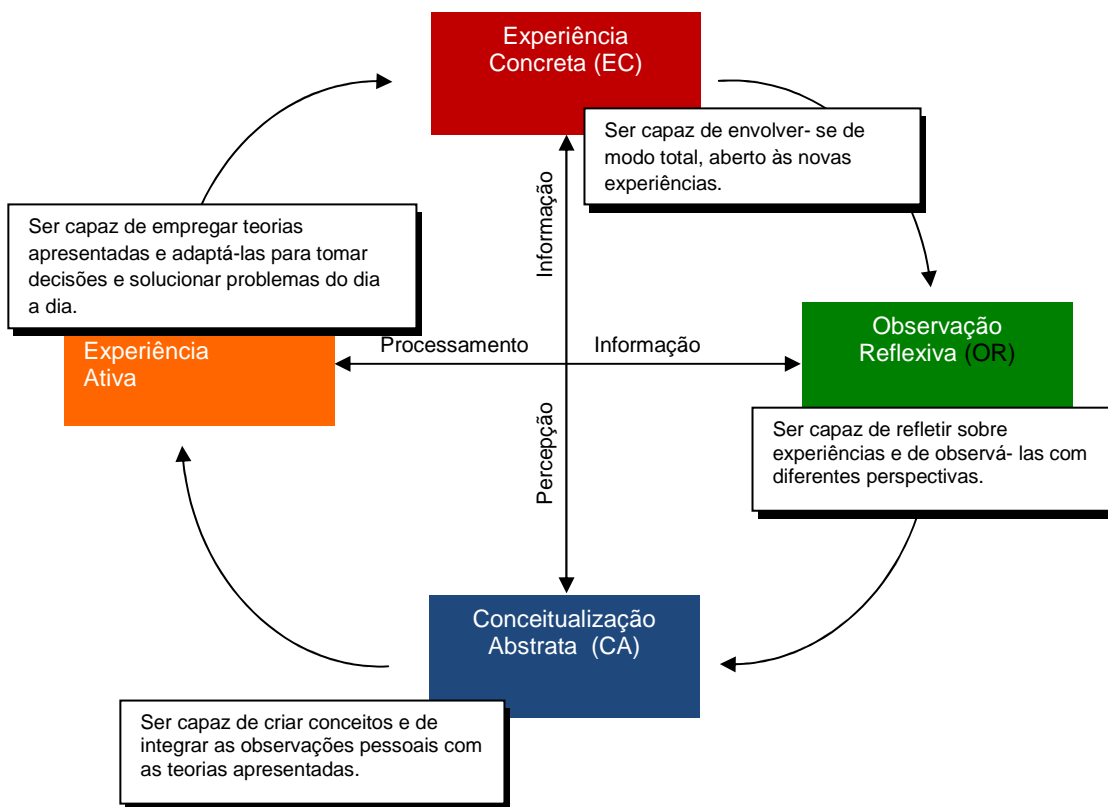 Experiência
Concreta (EC)
Ser capaz de envolver- se de
modo total, aberto às novas
experiências.
Informação
Ser capaz de empregar teorias
apresentadas e adaptá-las para tomar
decisões e solucionar problemas do dia
a dia.
Experiência
Ativa
Processamento
Informação
Observação
Reflexiva (OR)
Ser capaz de refletir sobre
experiências e de observá- las com
diferentes perspectivas.
Percepção
Conceitualização
Abstrata (CA)
Ser capaz de criar conceitos e de
integrar as observações pessoais com
as teorias apresentadas.